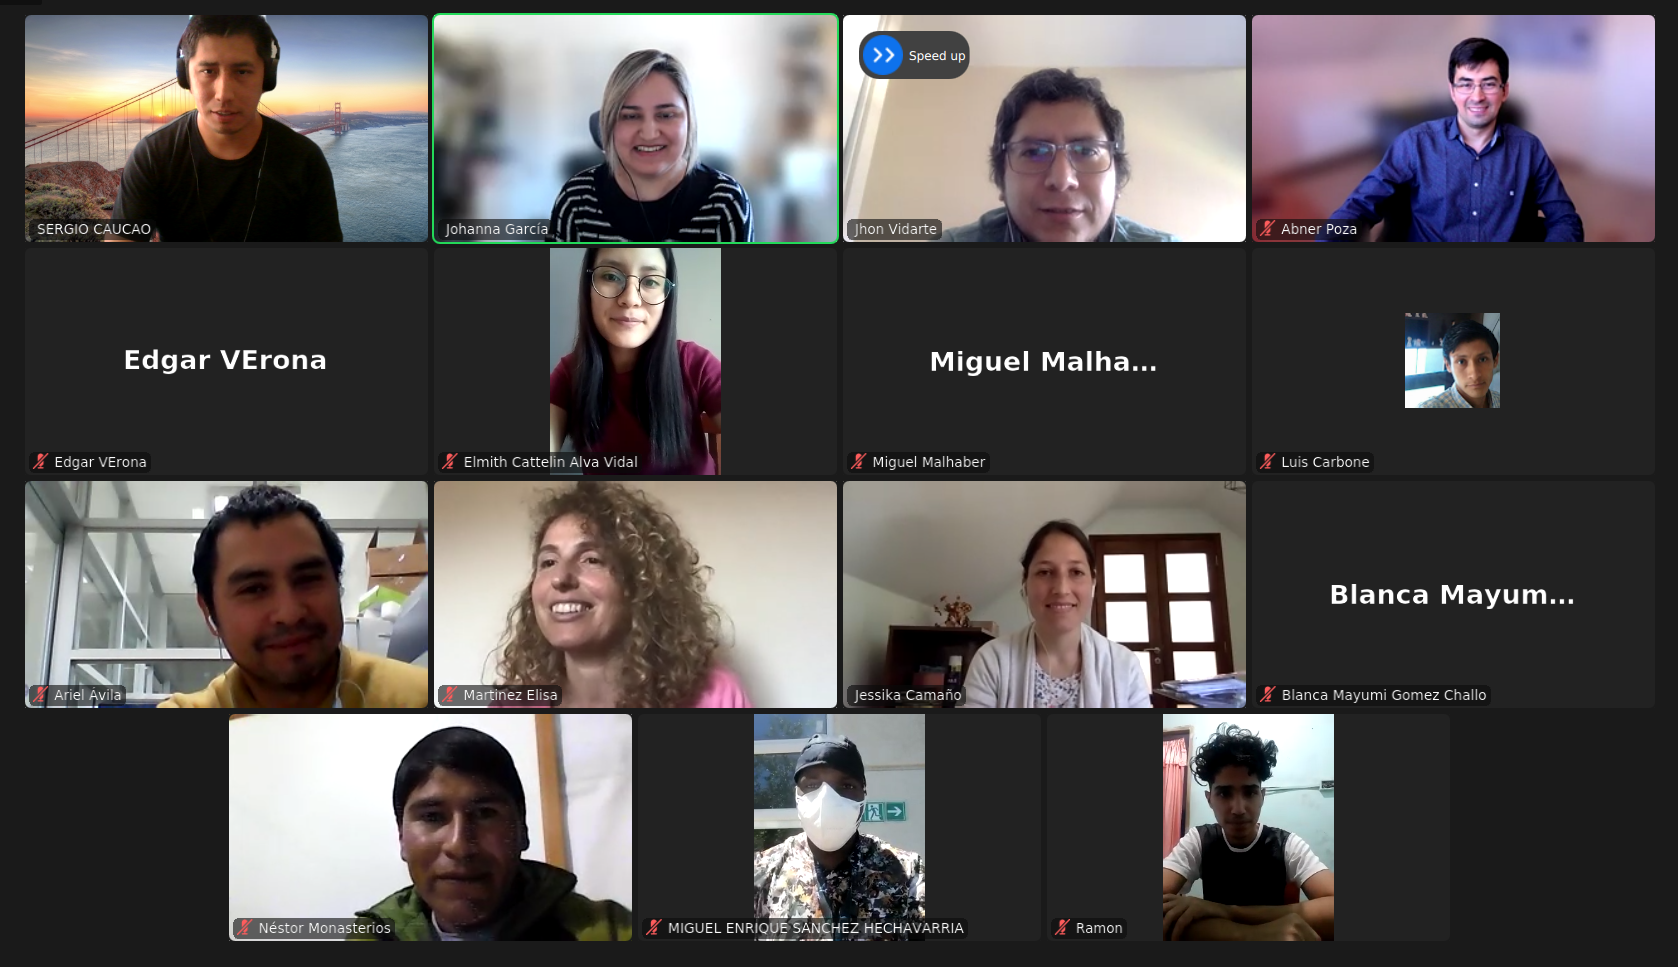 SERGIO CAUCAO
Johanna García
Speed up
Jhon Vidarte
Abner Poza
Edgar VErona
Edgar VErona
Elmith Cattelin Alva Vidal
Miguel Malha...
Miguel Malhaber
Luis Carbone
Ariel Ávila
Martinez Elisa
Jessika Camaño
Blanca Mayum...
Blanca Mayumi Gomez Challo
Néstor Monasterios
MIGUEL ENRIQUE SANCHEZ HECHAVARRIA
Ramon